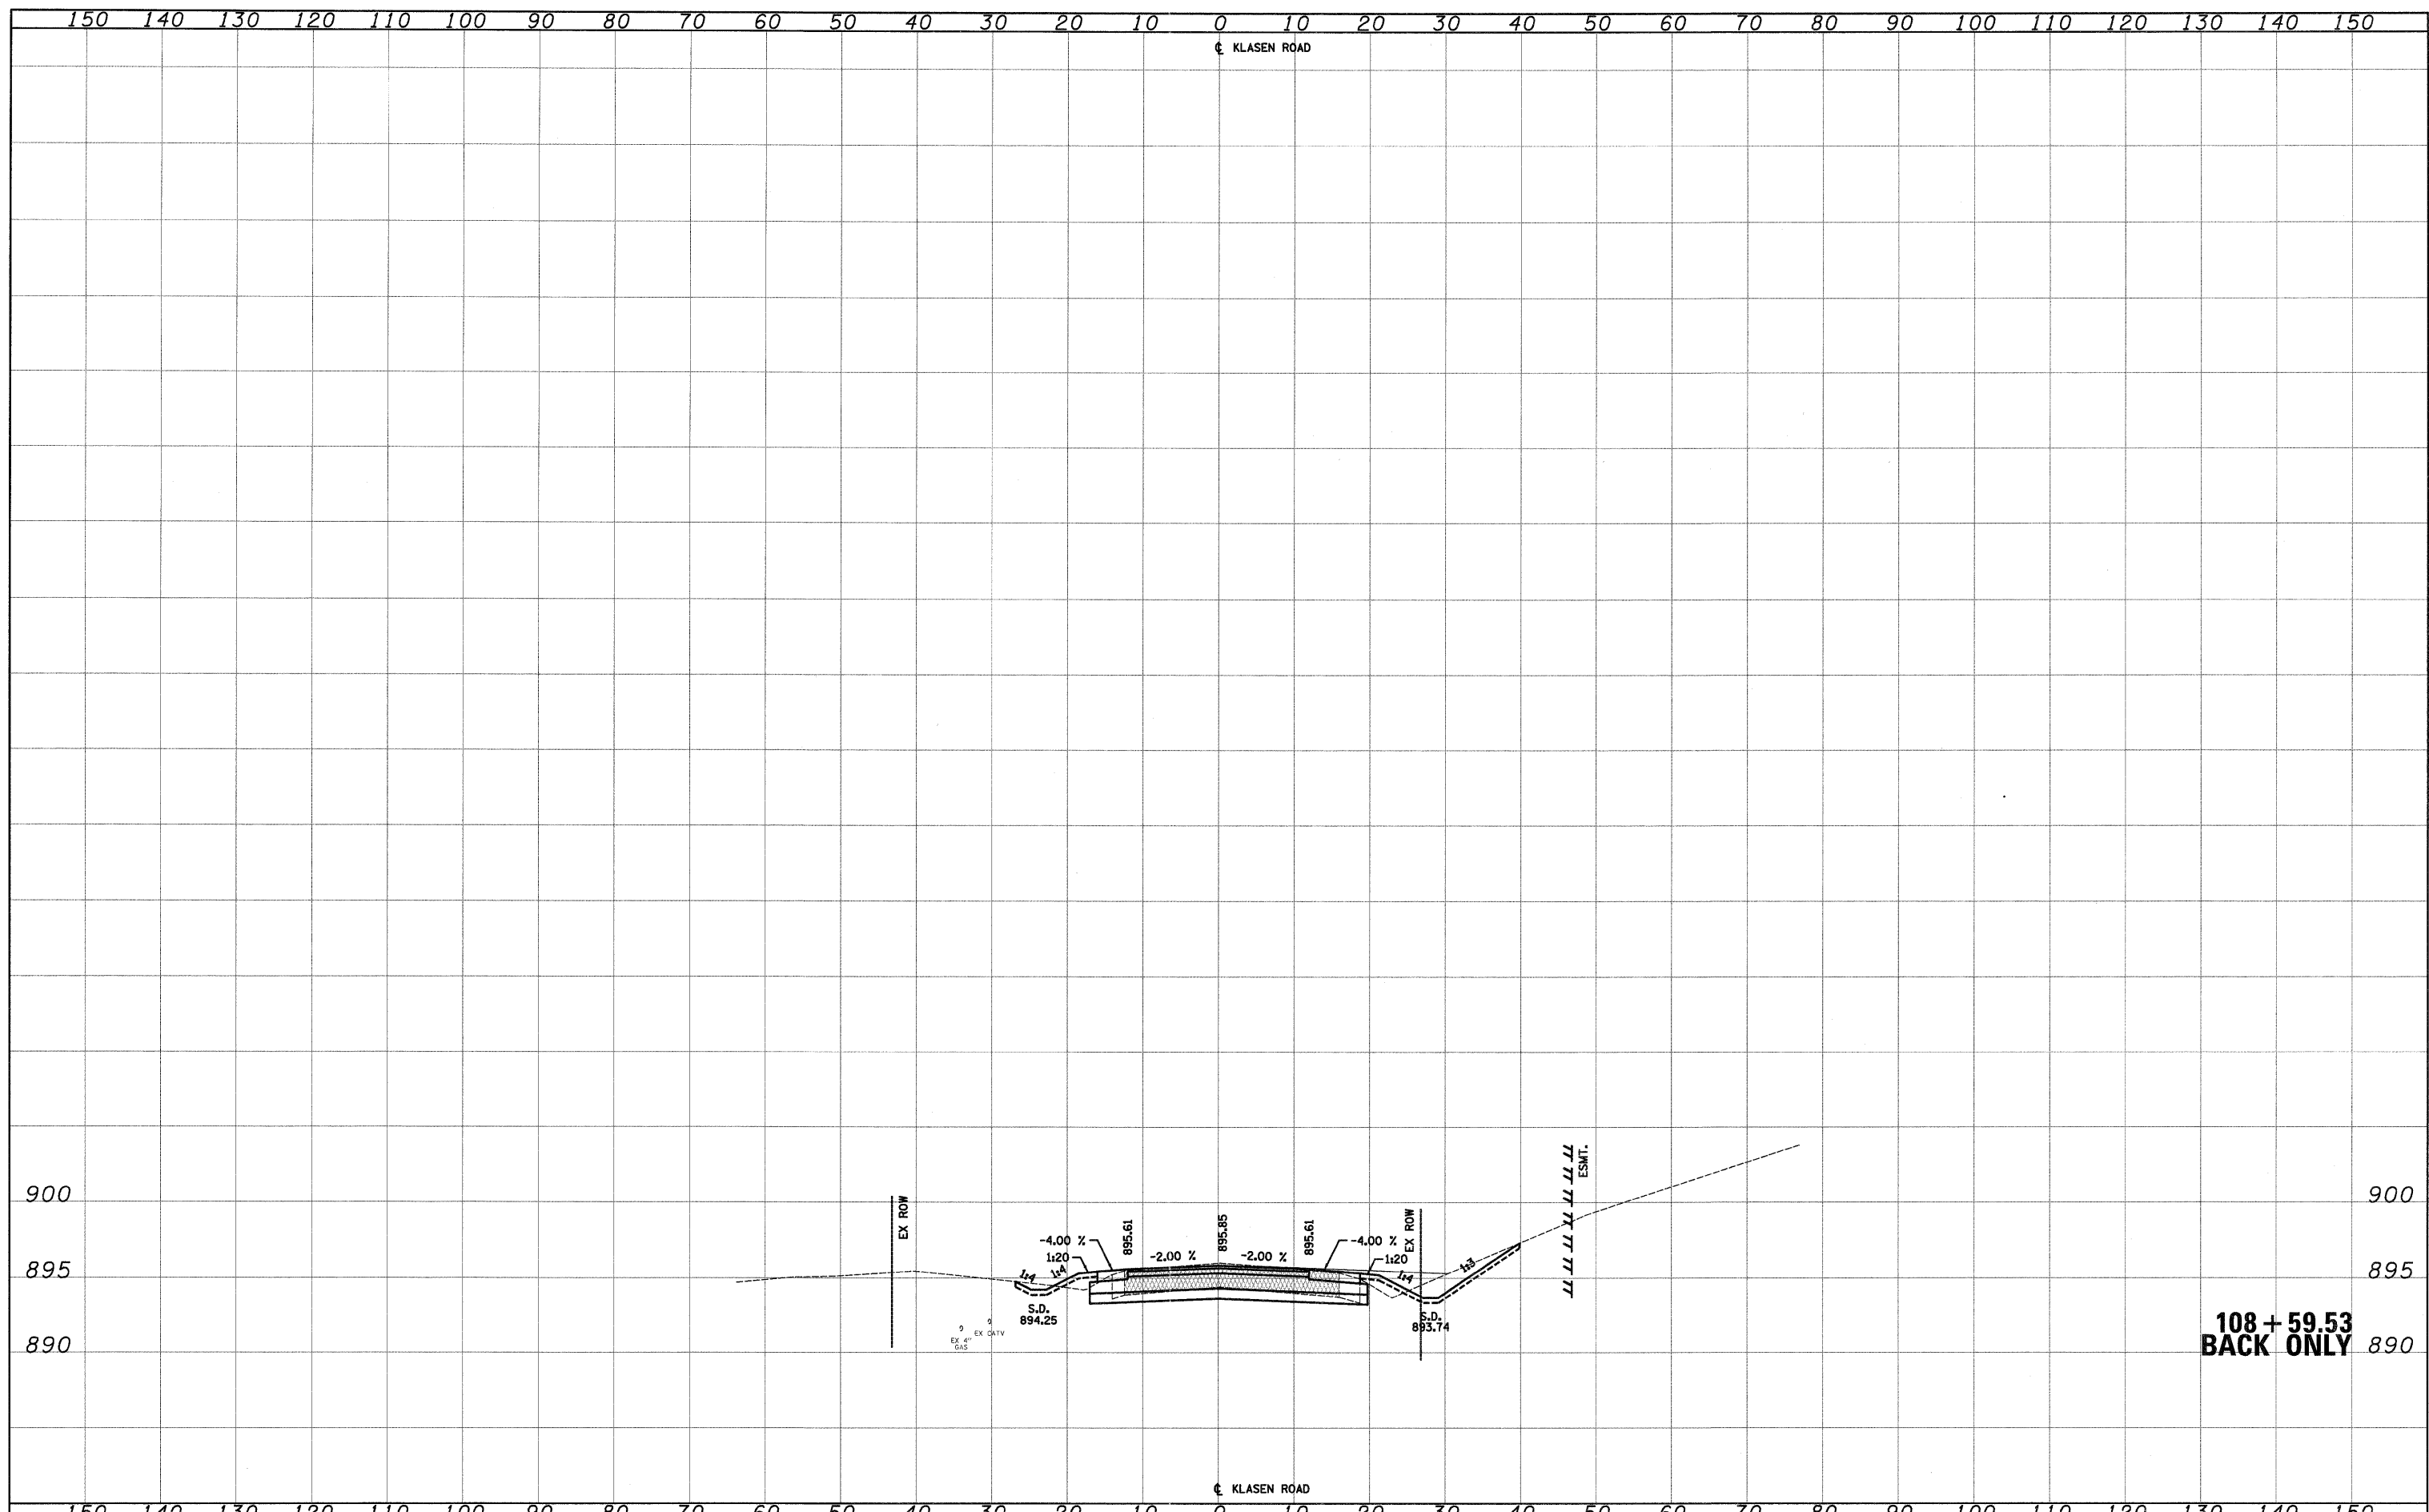 150 140 130 120 110 100 90 80 70 60 50 40 30 20 10 0 10 20 30 40 50 60 70 80 90 100 110 120 130 140 150
℄ KLASEN ROAD
ESMT.
900 900
EX ROW
EX ROW
895.61
895.85
895.61
-4.00 %
-4.00 %
1:20
-2.00 %
-2.00 %
1:20
895 895
1:4
1:4
1:4
1:3
S.D.
894.25
S.D.
893.74
EX CATV
EX 4"
GAS
108 + 59.53
BACK ONLY
890 890
℄ KLASEN ROAD
150 140 130 120 110 100 90 80 70 60 50 40 30 20 10 0 10 20 30 40 50 60 70 80 90 100 110 120 130 140 150